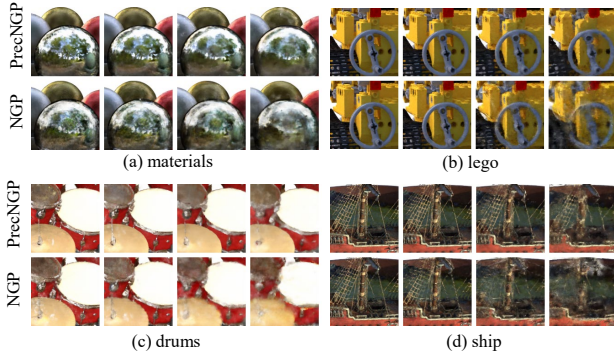 PrecNGP
NGP
(a) materials
(b) lego
PrecNGP
NGP
(c) drums
(d) ship